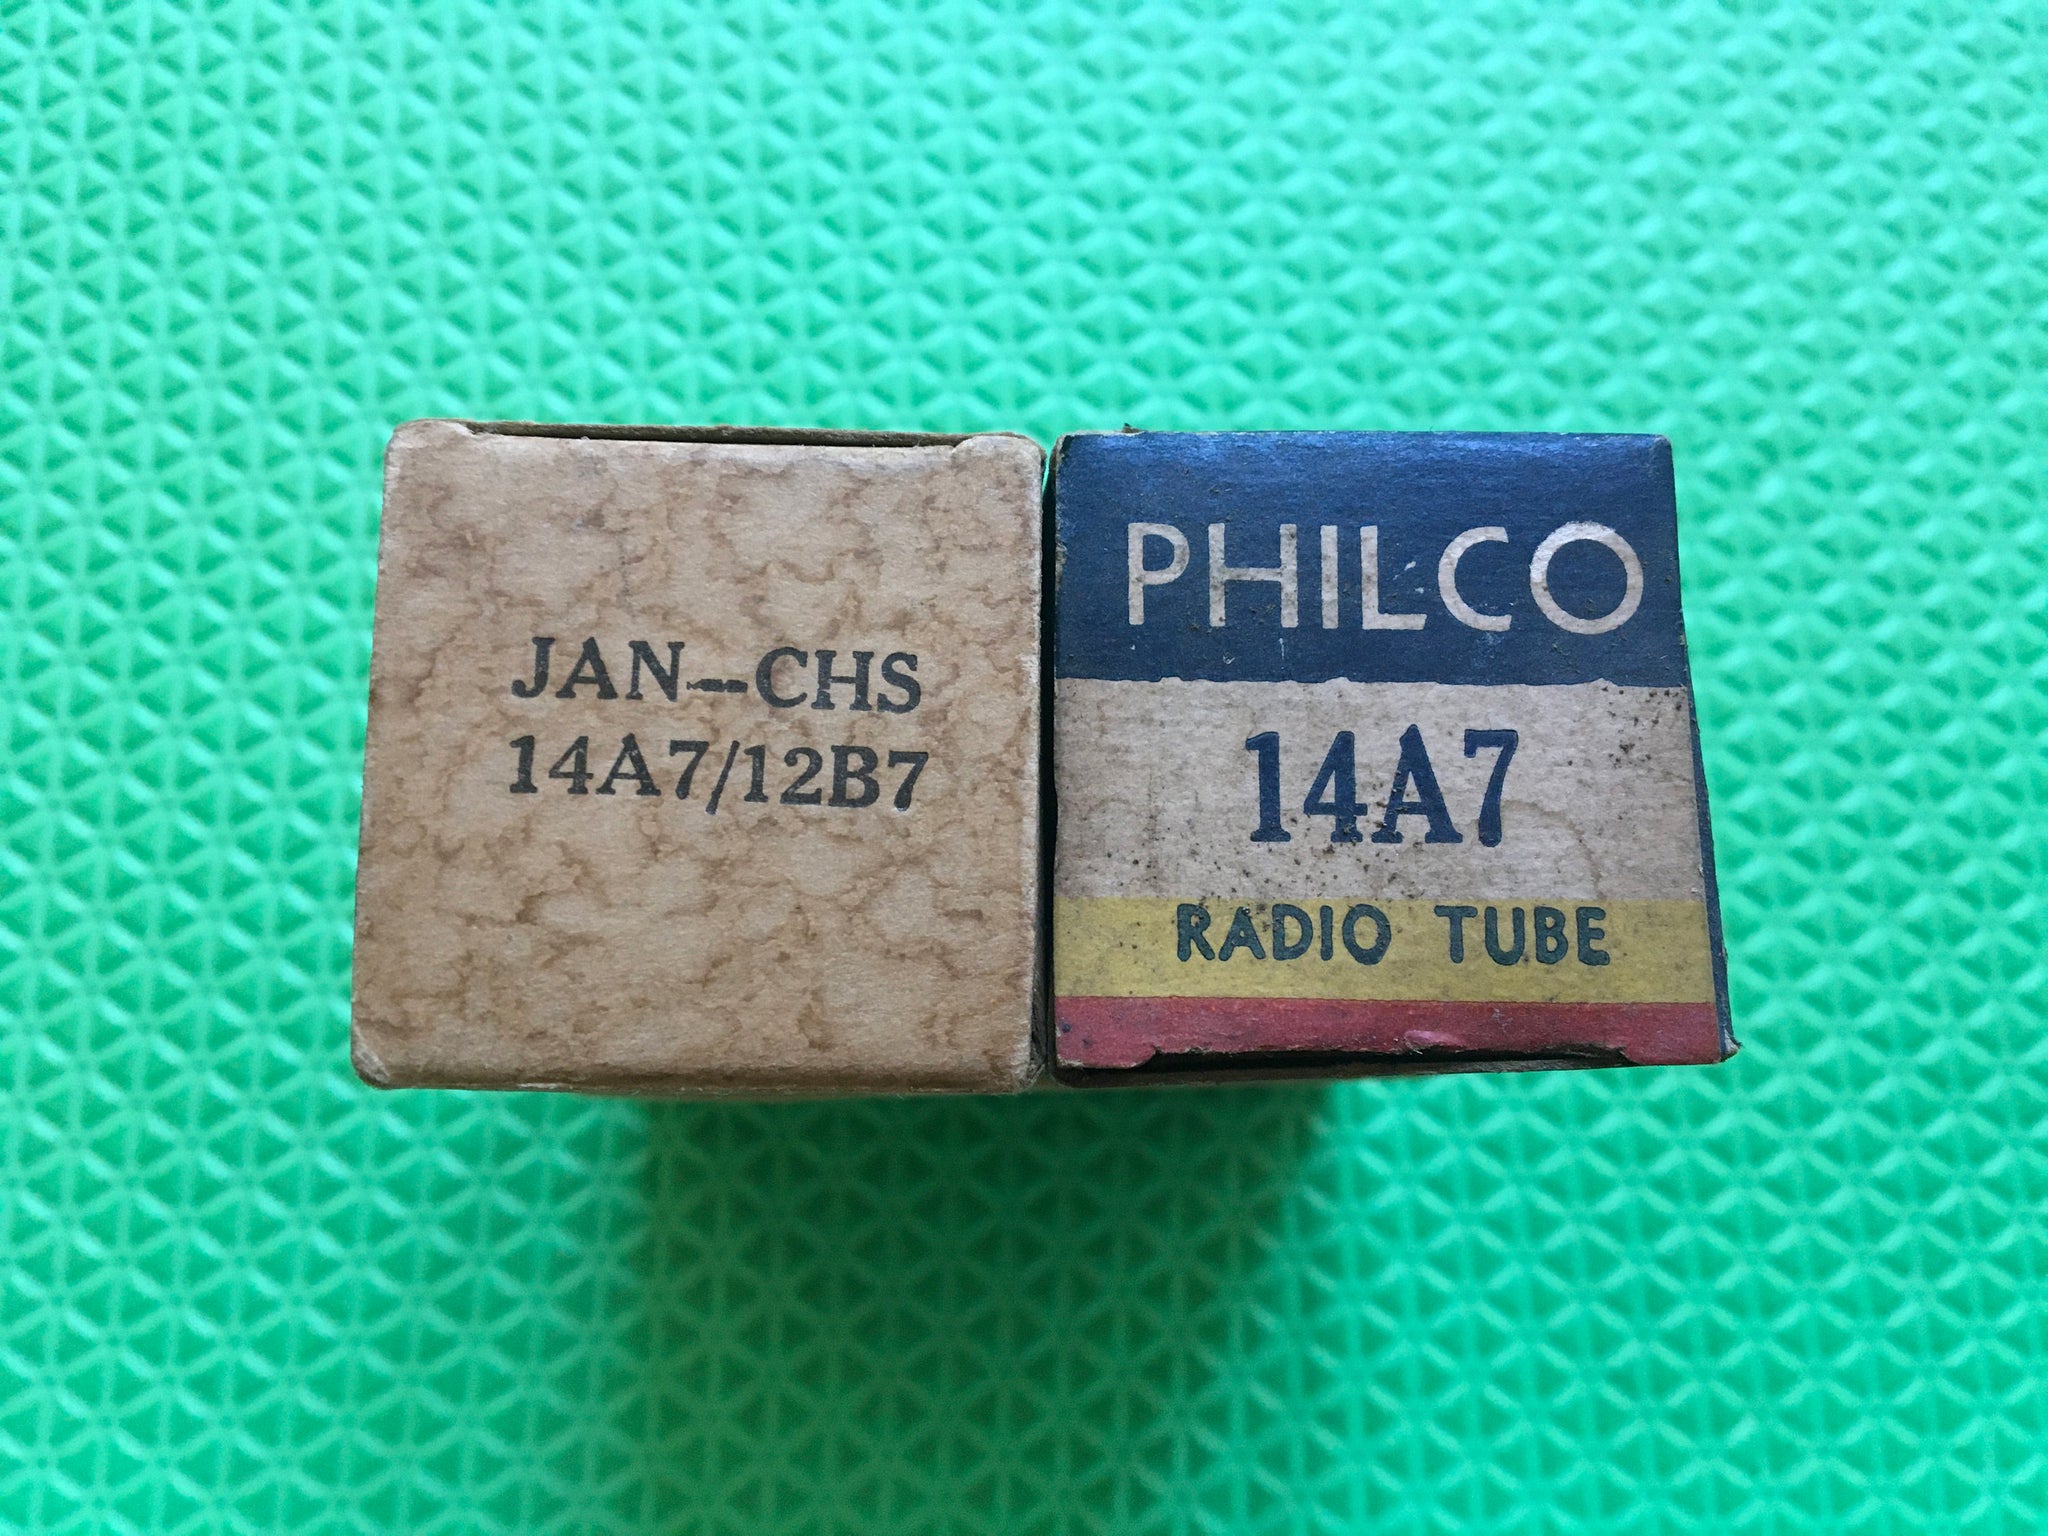 JAN--CHS
14A7/12B7
PHILCO
14A7
RADIO TUBE